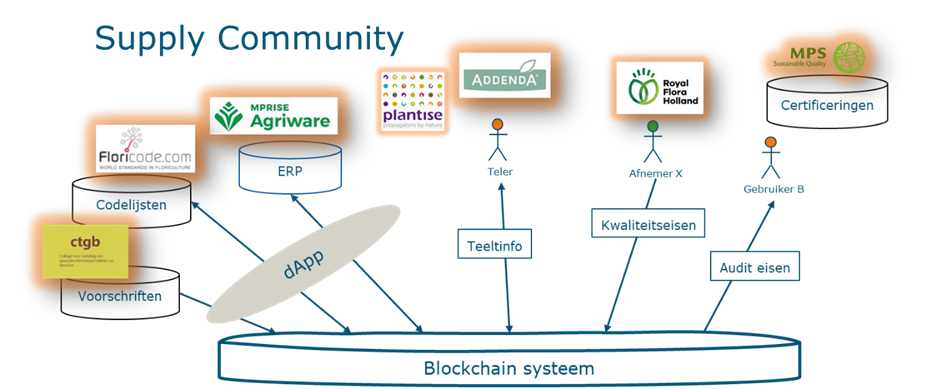 Supply Community
MPS
Sustainable Quality
ADDENDA
Royal
Flora
Holland
MPRISE
Agriware
plantise
propagators by nature
Certificeringen
Floricode.com
WORLD STANDARDS IN FLORICULTURE
ERP
Teler
Afnemer X
Gebruiker B
Codelijsten
Kwaliteitseisen
ctgb
Teeltinfo
dApp
Audit eisen
Voorschriften
Blockchain systeem